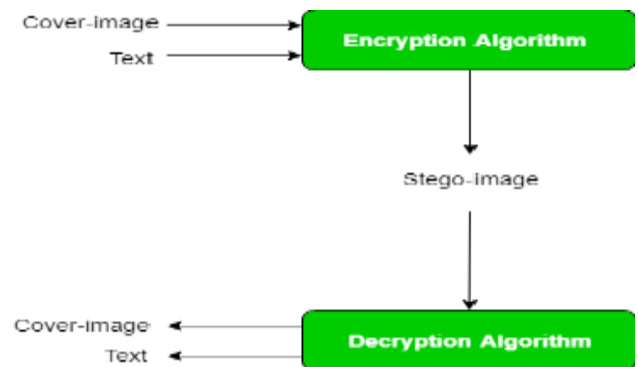 Cover-image
Encryption Algorithm
Text
Stego-image
Cover-image
Decryption Algorithm
Text